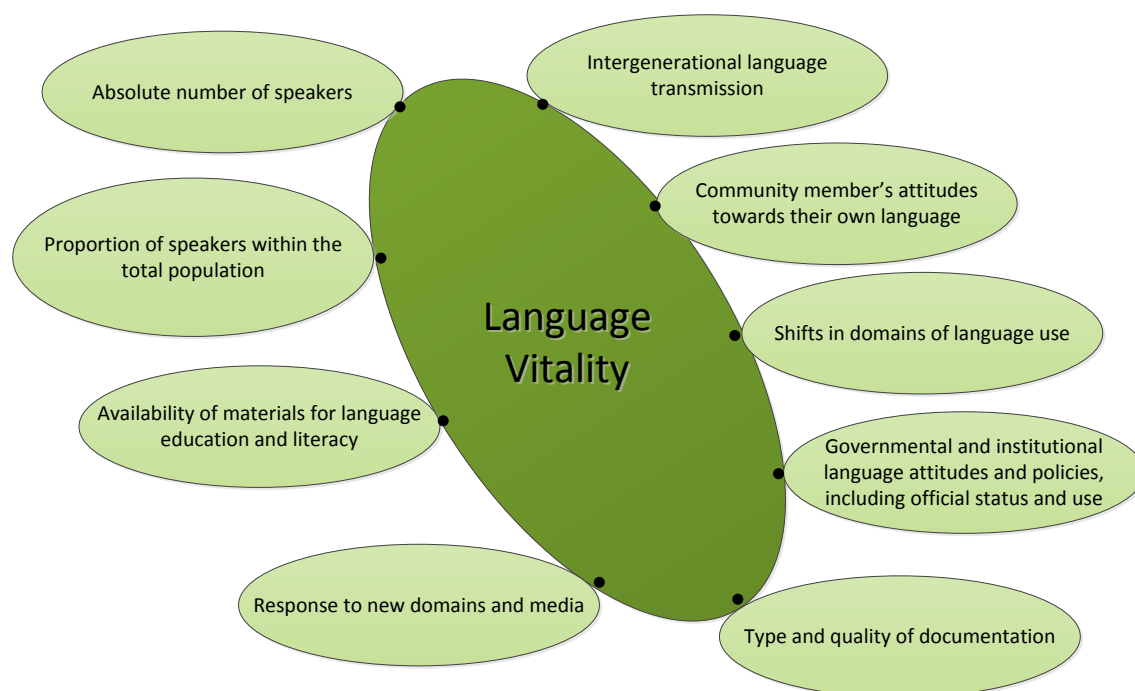 Absolute number of speakers
Intergenerational language
transmission
Community member’s attitudes
towards their own language
Proportion of speakers within the
total population
Language
Vitality
Shifts in domains of language use
Availability of materials for language
education and literacy
Governmental and institutional
language attitudes and policies,
including official status and use
Response to new domains and media
Type and quality of documentation